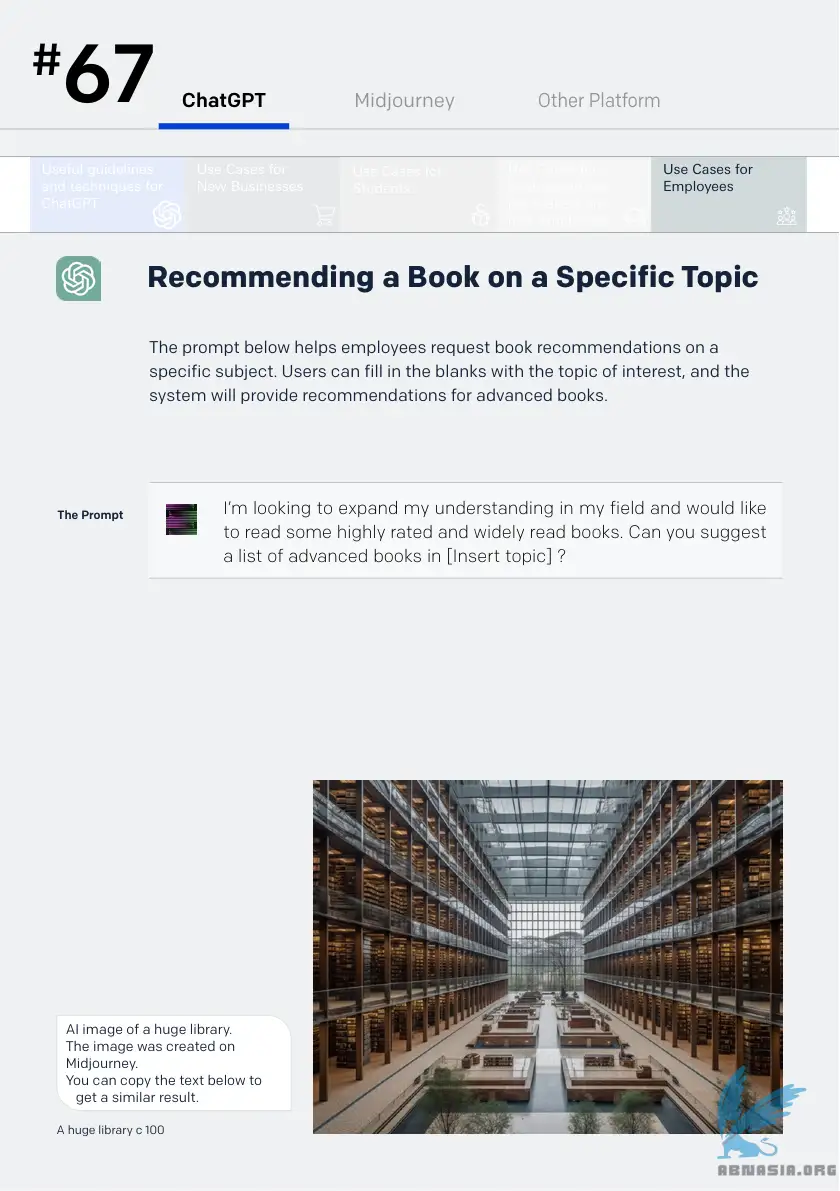 #67
ChatGPT
Midjourney
Other Platform
Useful guidelines
and techniques for
ChatGPT
Use Cases for
New Businesses
Use Cases for
Students
Use Cases for
Employees
Recommending a Book on a Specific Topic
The prompt below helps employees request book recommendations on a
specific subject. Users can fill in the blanks with the topic of interest, and the
system will provide recommendations for advanced books.
The Prompt
I'm looking to expand my understanding in my field and would like
to read some highly rated and widely read books. Can you suggest
a list of advanced books in [Insert topic] ?
AI image of a huge library.
The image was created on
Midjourney.
You can copy the text below to
get a similar result.
A huge library c 100
ABNASIA.ORG